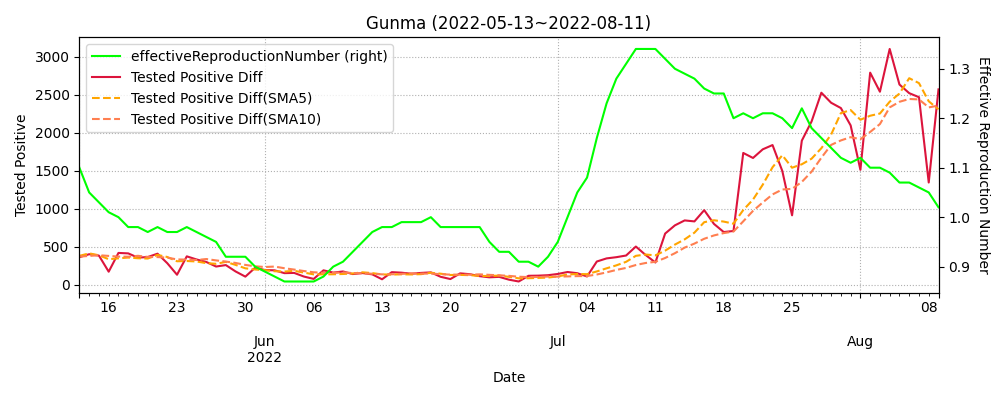 Gunma (2022-05-13~2022-08-11)
effectiveReproductionNumber (right)
Tested Positive Diff
Tested Positive Diff(SMA5)
Tested Positive Diff(SMA10)
Tested Positive
3000
2500
2000
1500
1000
500
0
Effective Reproduction Number
1.3
1.2
1.1
1.0
0.9
16 23 30 06 13 20 27 04 11 18 25 08
Jun Jul Aug
2022
Date